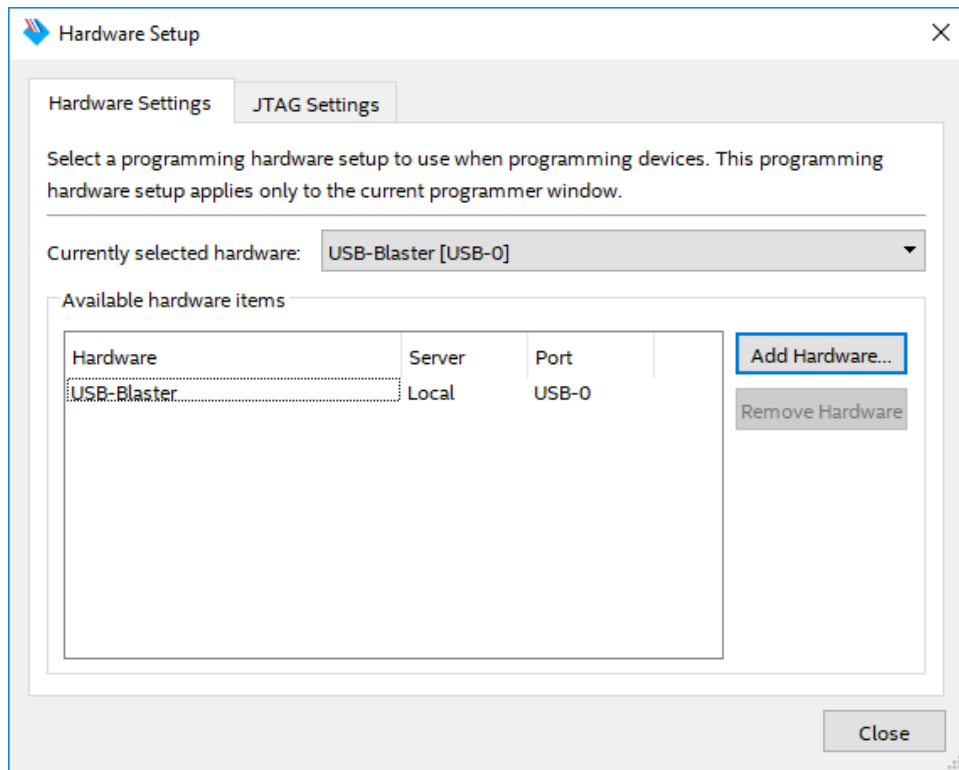 Hardware Setup
Hardware Settings
JTAG Settings
Select a programming hardware setup to use when programming devices. This programming
hardware setup applies only to the current programmer window.
Currently selected hardware: USB-Blaster [USB-0]
Available hardware items
Hardware Server Port
USB-Blaster Local USB-0
Add Hardware...
Remove Hardware
Close